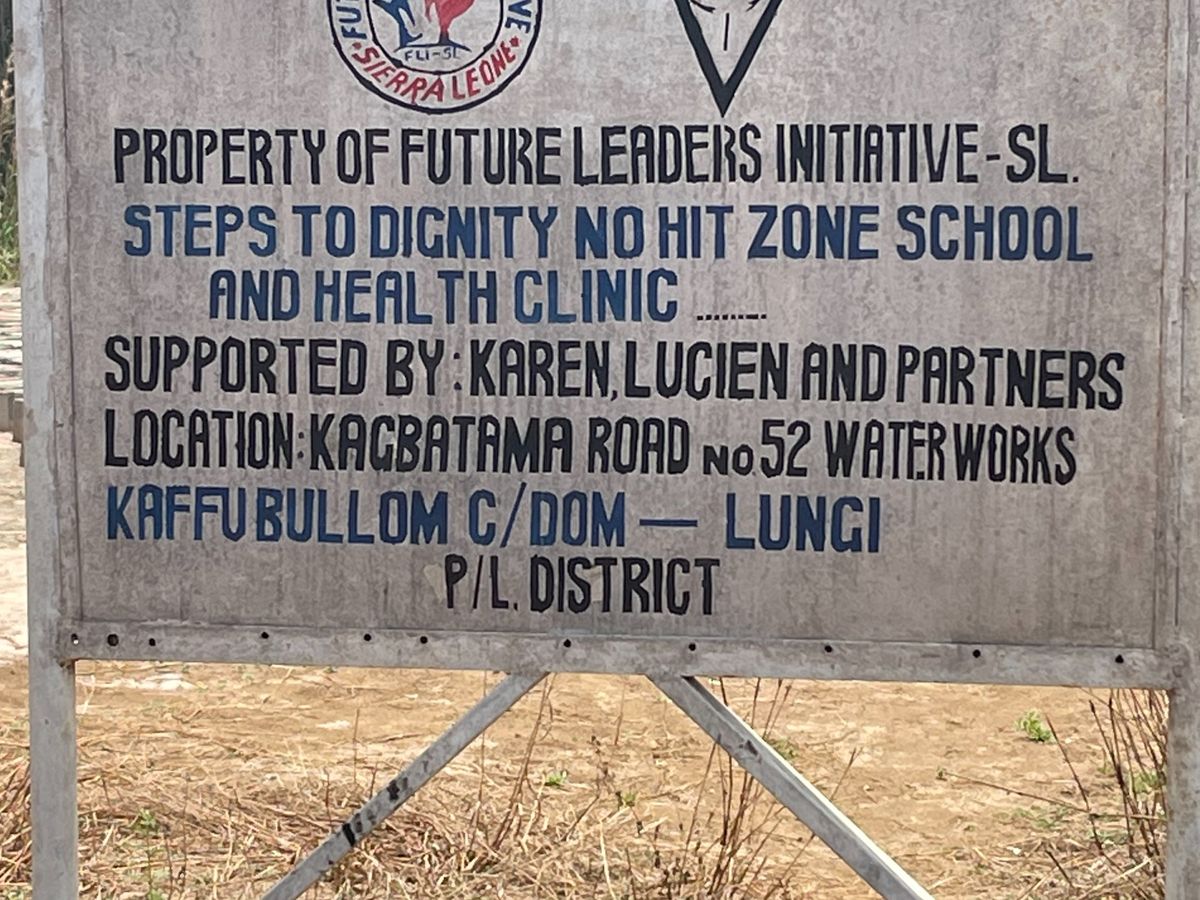 FLI-SL
SIERRA LEONE
PROPERTY OF FUTURE LEADERS INITIATIVE-SL.
STEPS TO DIGNITY NO HIT ZONE SCHOOL
AND HEALTH CLINIC .........
SUPPORTED BY: KAREN, LUCIEN AND PARTNERS
LOCATION: KAGBATAMA ROAD No. 52 WATER WORKS
KAFFU BULLOM C/DOM — LUNGI
P/L. DISTRICT